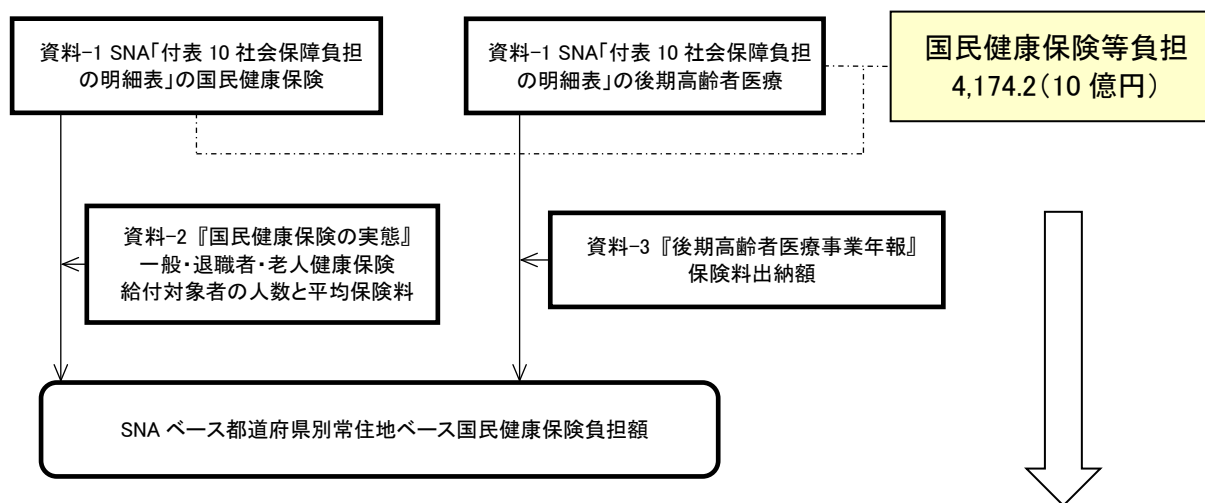 資料-1 SNA「付表 10 社会保障負担
の明細表」の国民健康保険
資料-1 SNA「付表 10 社会保障負担
の明細表」の後期高齢者医療
国民健康保険等負担
4,174.2(10 億円)
資料-2 『国民健康保険の実態』
一般・退職者・老人健康保険
給付対象者の人数と平均保険料
資料-3 『後期高齢者医療事業年報』
保険料出納額
SNA ベース都道府県別常住地ベース国民健康保険負担額